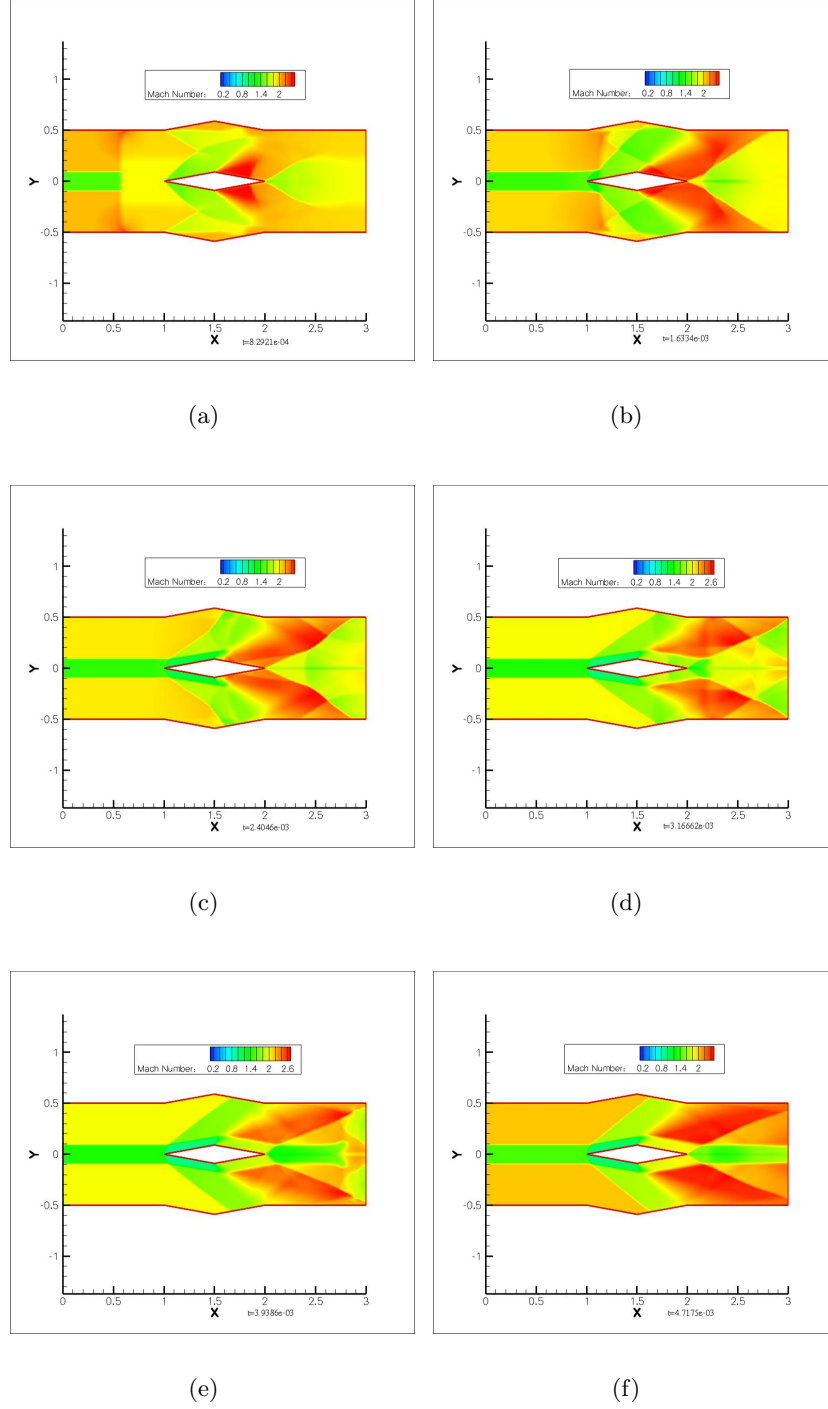 1
0.5
0
-0.5
-1
Y
Mach Number: 0.2 0.8 1.4 2
0 0.5 1 1.5 2 2.5 3
X
t=8.2921e-04
(a)
1
0.5
0
-0.5
-1
Y
Mach Number: 0.2 0.8 1.4 2
0 0.5 1 1.5 2 2.5 3
X
t=1.6334e-03
(b)
1
0.5
0
-0.5
-1
Y
Mach Number: 0.2 0.8 1.4 2
0 0.5 1 1.5 2 2.5 3
X
t=2.4046e-03
(c)
1
0.5
0
-0.5
-1
Y
Mach Number: 0.2 0.8 1.4 2 2.6
0 0.5 1 1.5 2 2.5 3
X
t=3.16662e-03
(d)
1
0.5
0
-0.5
-1
Y
Mach Number: 0.2 0.8 1.4 2 2.6
0 0.5 1 1.5 2 2.5 3
X
t=3.9386e-03
(e)
1
0.5
0
-0.5
-1
Y
Mach Number: 0.2 0.8 1.4 2
0 0.5 1 1.5 2 2.5 3
X
t=4.7175e-03
(f)